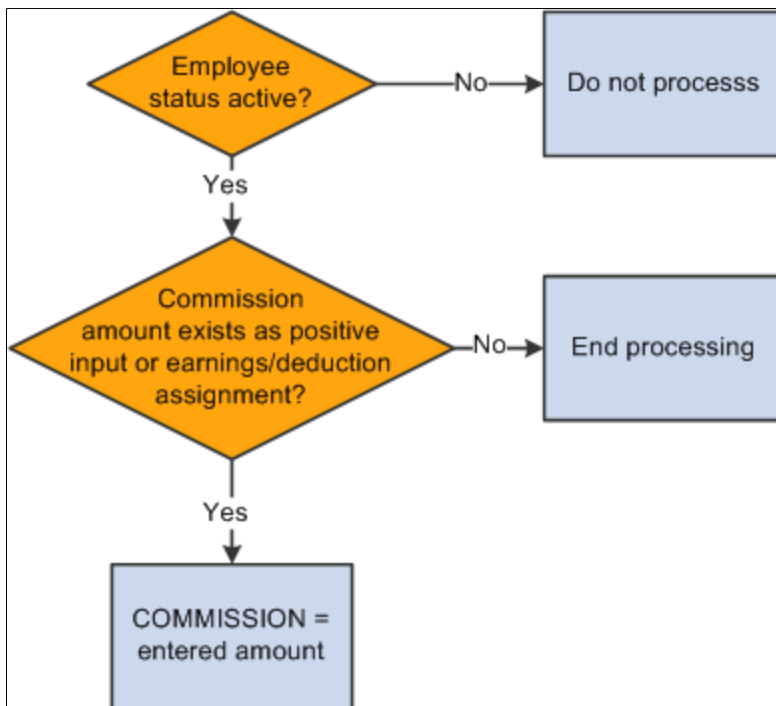 Employee
status active?
No
Do not processs
Yes
Commission
amount exists as positive
input or earnings/deduction
assignment?
No
End processing
Yes
COMMISSION =
entered amount